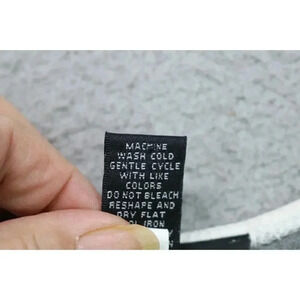 MACHINE
WASH COLD
GENTLE CYCLE
WITH LIKE
COLORS
DO NOT BLEACH
RESHAPE AND
DRY FLAT
IRON